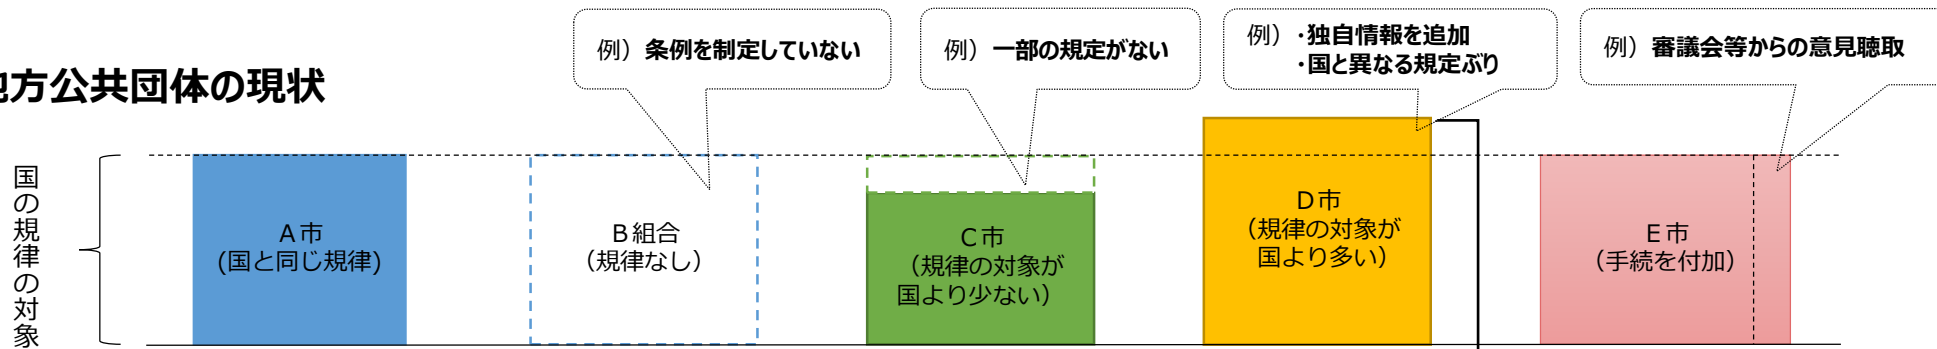 例）条例を制定していない
例）一部の規定がない
例）・独自情報を追加
・国と異なる規定ぶり
例）審議会等からの意見聴取
地方公共団体の現状
国の規律の対象
Ａ市
(国と同じ規律)
Ｂ組合
（規律なし）
Ｃ市
（規律の対象が
国より少ない）
Ｄ市
（規律の対象が
国より多い）
Ｅ市
（手続を付加）